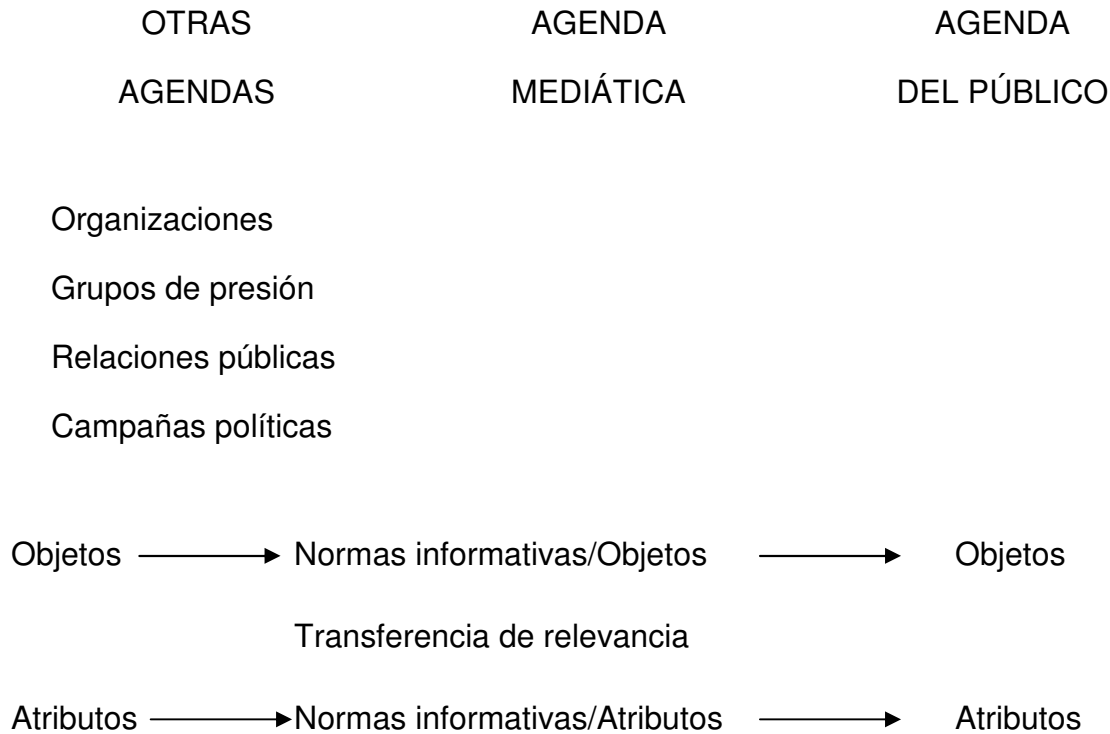 OTRAS AGENDA AGENDA
AGENDAS MEDIÁTICA DEL PÚBLICO
Organizaciones
Grupos de presión
Relaciones públicas
Campañas políticas
Objetos Normas informativas/Objetos Objetos
Transferencia de relevancia
Atributos Normas informativas/Atributos Atributos